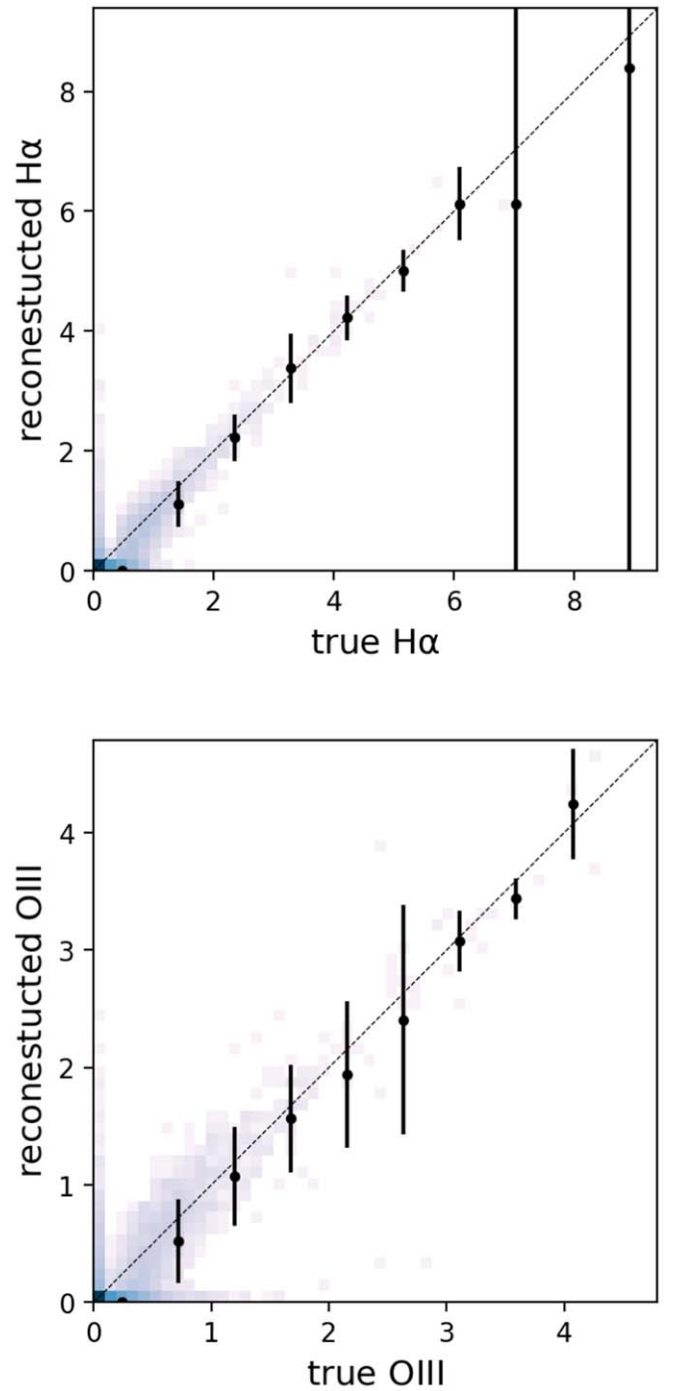 8
6
4
2
0
reconestucted Hα
0 2 4 6 8
true Hα
4
3
2
1
0
reconestucted OIII
0 1 2 3 4
true OIII